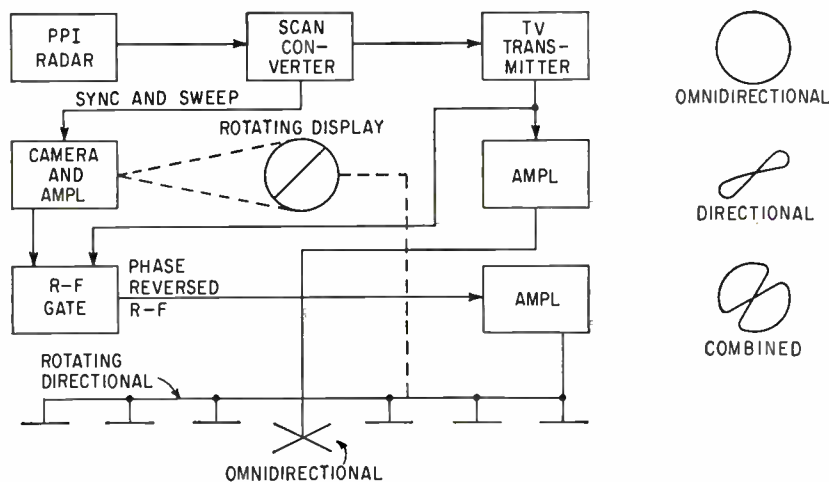 PPI
RADAR
SCAN
CON-
VERTER
TV
TRANS-
MITTER
OMNIDIRECTIONAL
SYNC AND SWEEP
ROTATING DISPLAY
CAMERA
AND
AMPL
AMPL
DIRECTIONAL
R-F
GATE
PHASE
REVERSED
R-F
AMPL
COMBINED
ROTATING
DIRECTIONAL
OMNIDIRECTIONAL